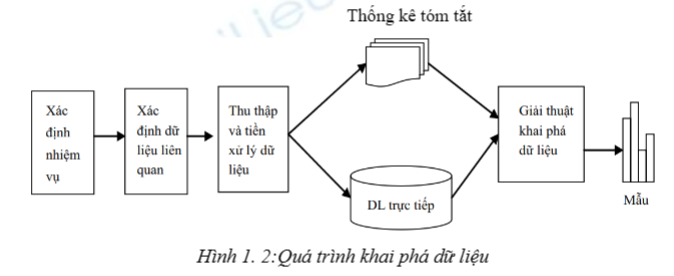 Thống kê tóm tắt
Xác
định
nhiệm
vụ
Xác
định dữ
liệu liên
quan
Thu thập
và tiền
xử lý dữ
liệu
DL trực tiếp
Giải thuật
khai phá
dữ liệu
Mẫu
Hình 1. 2:Quá trình khai phá dữ liệu